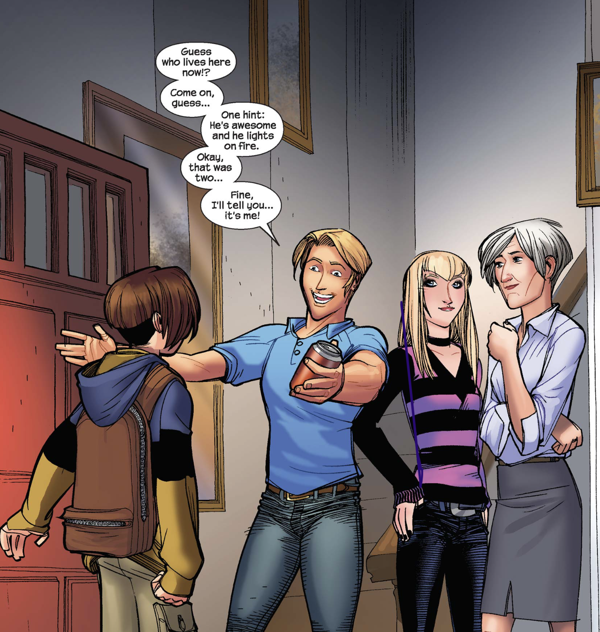 Guess
who lives here
now!?
Come on,
guess...
One hint:
He's awesome
and he lights
on fire.
Okay,
that was
two...
Fine,
I'll tell you...
it's me!